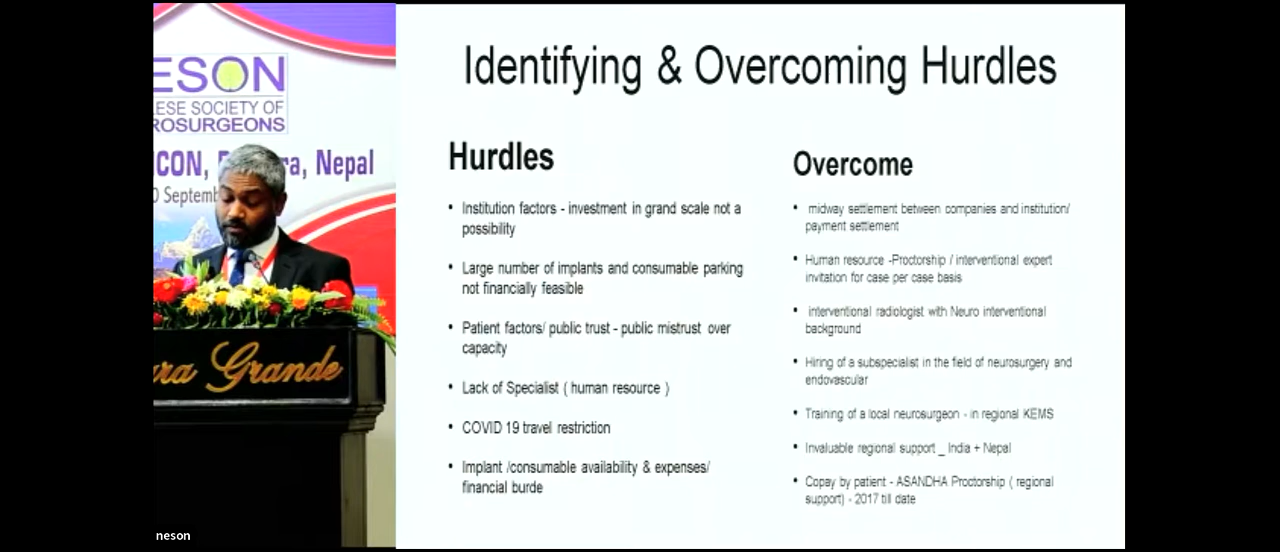 ESON
ESE SOCIETY OF
ROSURGEONS
ICON, ra, Nepal
0 Septemb
ara Grande
neson
Identifying & Overcoming Hurdles
Hurdles
• Institution factors - investment in grand scale not a
possibility
• Large number of implants and consumable parking
not financially feasible
• Patient factors/ public trust - public mistrust over
capacity
• Lack of Specialist ( human resource )
• COVID 19 travel restriction
• Implant /consumable availability & expenses/
financial burde
Overcome
• midway settlement between companies and institution/
payment settlement
• Human resource -Proctorship / interventional expert
invitation for case per case basis
• interventional radiologist with Neuro interventional
background
• Hiring of a subspecialist in the field of neurosurgery and
endovascular
• Training of a local neurosurgeon - in regional KEMS
• Invaluable regional support _ India + Nepal
• Copay by patient - ASANDHA Proctorship ( regional
support) - 2017 till date